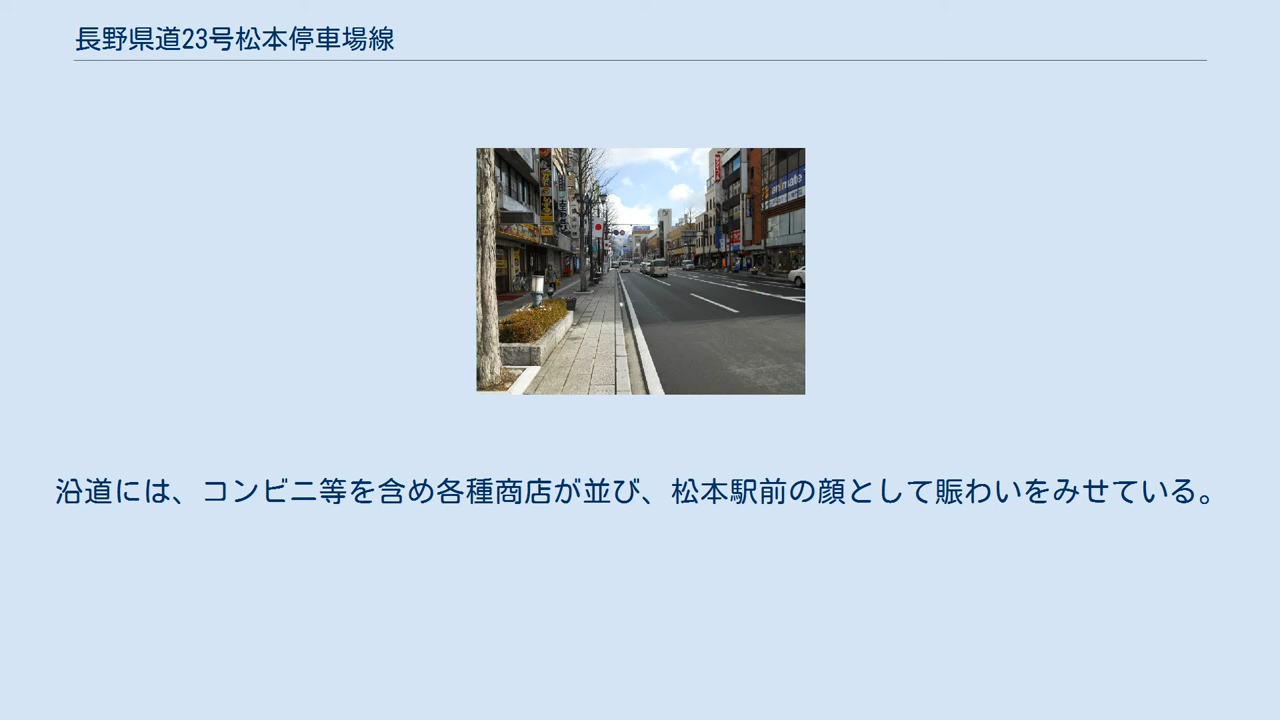 長野県道23号松本停車場線
animate
沿道には、コンビニ等を含め各種商店が並び、松本駅前の顔として賑わいをみせている。